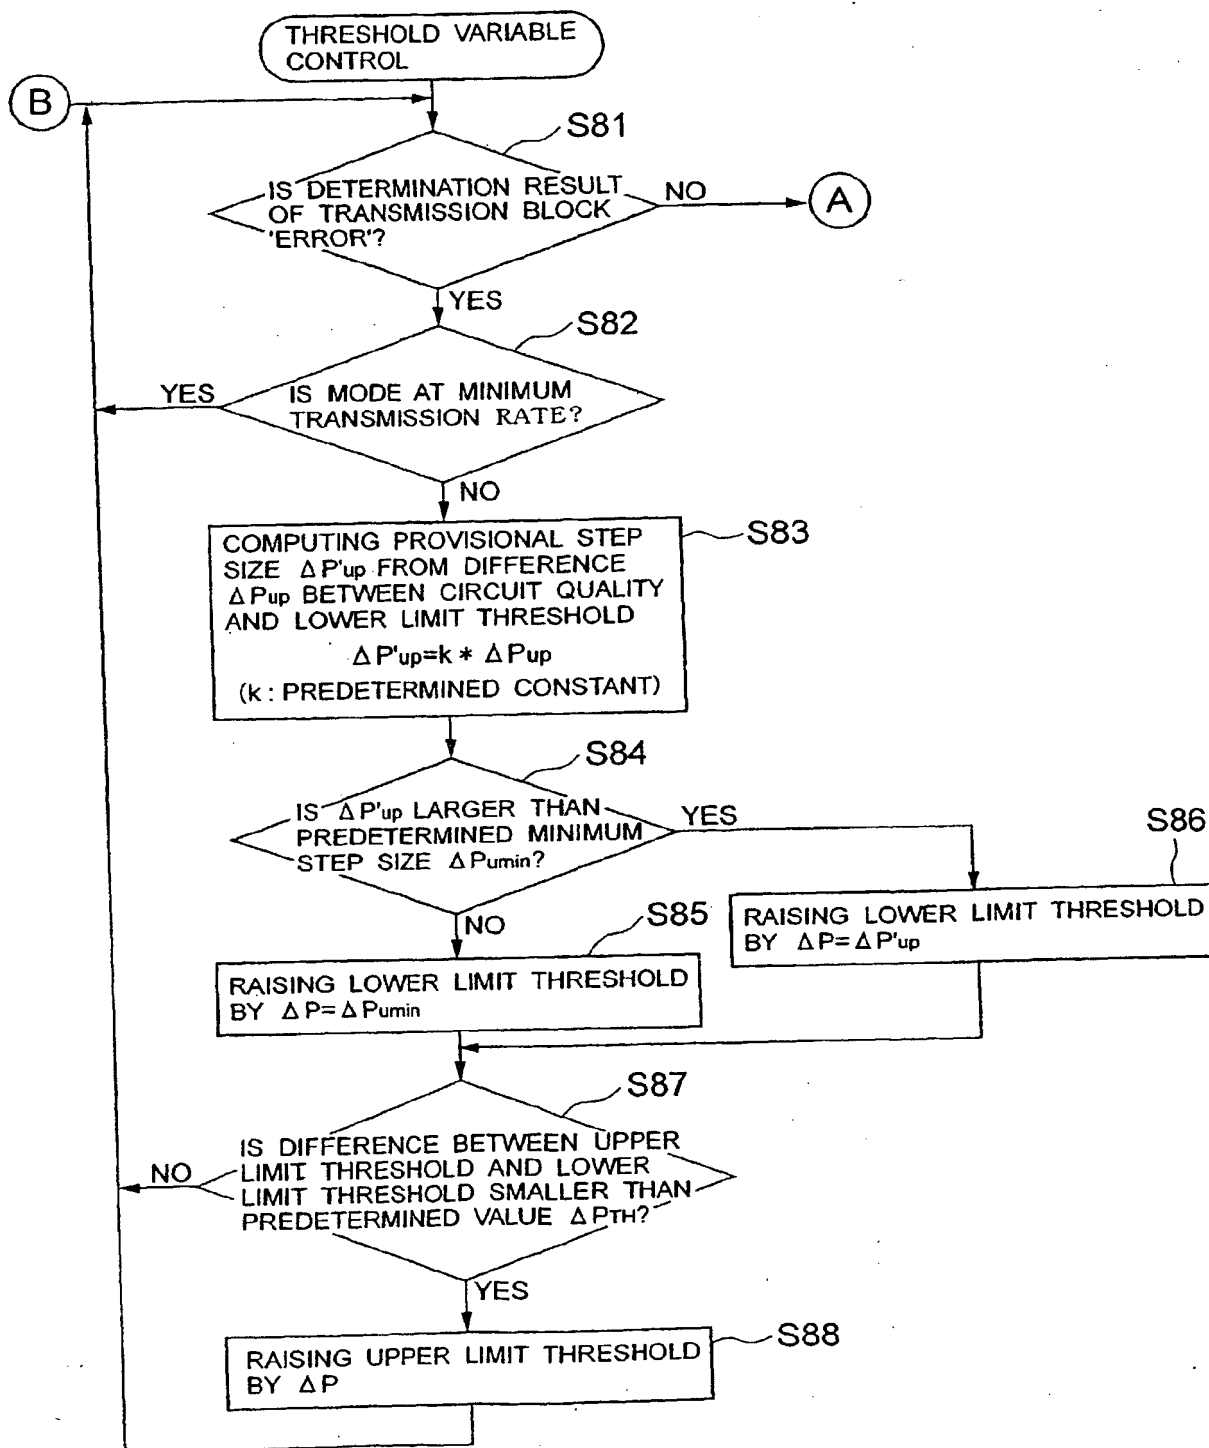 THRESHOLD VARIABLE
CONTROL
B
S81
IS DETERMINATION RESULT
OF TRANSMISSION BLOCK
'ERROR'?
NO
A
YES
S82
YES
IS MODE AT MINIMUM
TRANSMISSION RATE?
NO
S83
COMPUTING PROVISIONAL STEP
SIZE ΔP'up FROM DIFFERENCE
ΔPup BETWEEN CIRCUIT QUALITY
AND LOWER LIMIT THRESHOLD
ΔP'up=k * ΔPup
(k : PREDETERMINED CONSTANT)
S84
IS ΔP'up LARGER THAN
PREDETERMINED MINIMUM
STEP SIZE ΔPumin?
YES
S86
NO
S85
RAISING LOWER LIMIT THRESHOLD
BY ΔP=ΔP'up
RAISING LOWER LIMIT THRESHOLD
BY ΔP=ΔPumin
S87
IS DIFFERENCE BETWEEN UPPER
LIMIT THRESHOLD AND LOWER
LIMIT THRESHOLD SMALLER THAN
PREDETERMINED VALUE ΔPTH?
NO
YES
S88
RAISING UPPER LIMIT THRESHOLD
BY ΔP